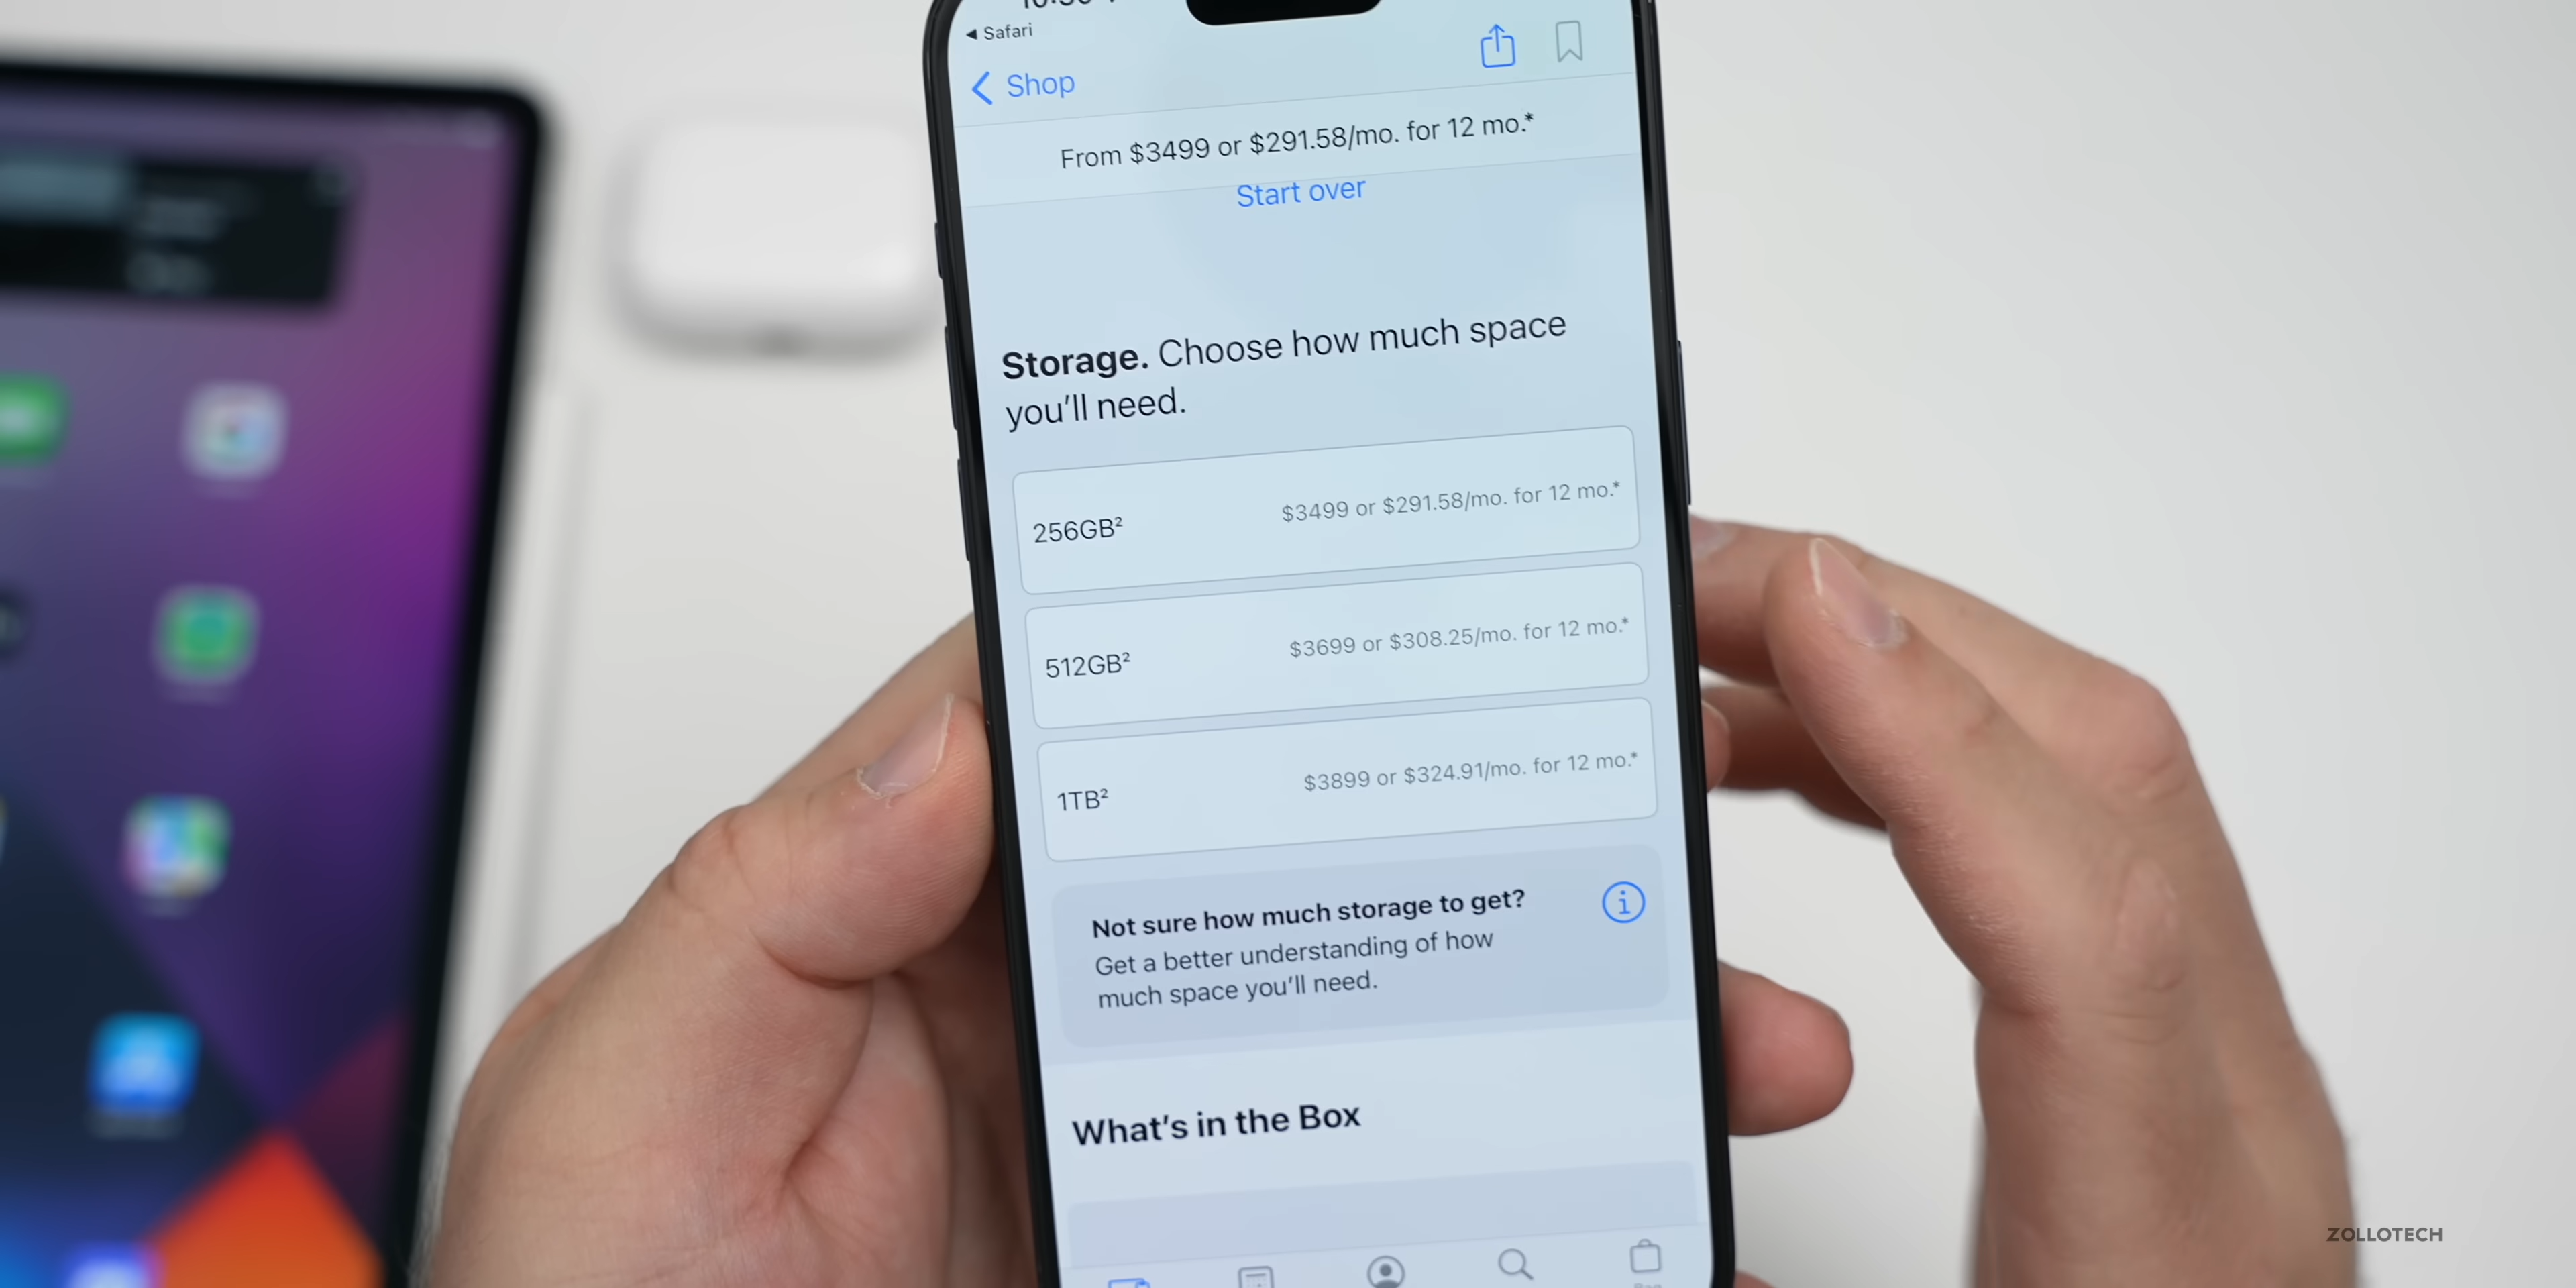 ◀ Safari
Shop
From $3499 or $291.58/mo. for 12 mo.*
Start over
Storage. Choose how much space
you’ll need.
256GB²
$3499 or $291.58/mo. for 12 mo.*
512GB²
$3699 or $308.25/mo. for 12 mo.*
1TB²
$3899 or $324.91/mo. for 12 mo.*
Not sure how much storage to get?
Get a better understanding of how
much space you’ll need.
What’s in the Box
ZOLLOTECH